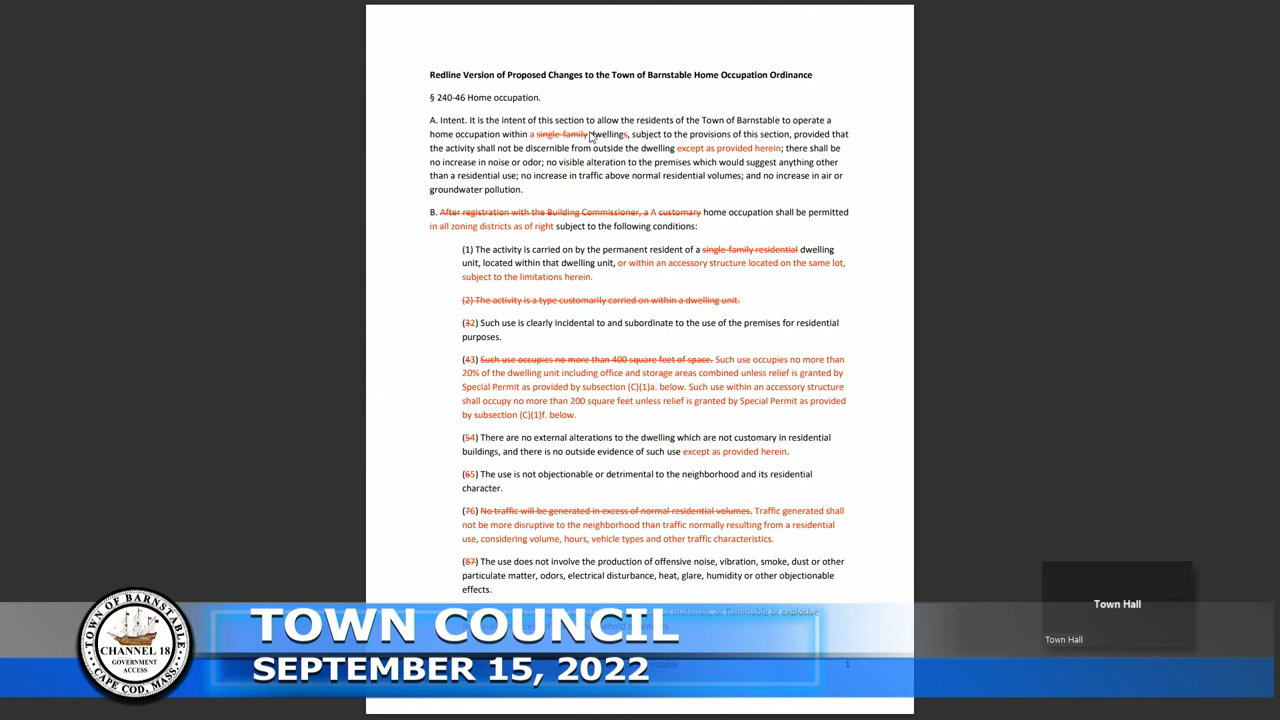 Redline Version of Proposed Changes to the Town of Barnstable Home Occupation Ordinance
§ 240-46 Home occupation.
A. Intent. It is the intent of this section to allow the residents of the Town of Barnstable to operate a
home occupation within a single-family dwellings, subject to the provisions of this section, provided that
the activity shall not be discernible from outside the dwelling except as provided herein; there shall be
no increase in noise or odor; no visible alteration to the premises which would suggest anything other
than a residential use; no increase in traffic above normal residential volumes; and no increase in air or
groundwater pollution.
B. After registration with the Building Commissioner, a A customary home occupation shall be permitted
in all zoning districts as of right subject to the following conditions:
(1) The activity is carried on by the permanent resident of a single-family residential dwelling
unit, located within that dwelling unit, or within an accessory structure located on the same lot,
subject to the limitations herein.
(2) The activity is a type customarily carried on within a dwelling unit.
(32) Such use is clearly incidental to and subordinate to the use of the premises for residential
purposes.
(43) Such use occupies no more than 400 square feet of space. Such use occupies no more than
20% of the dwelling unit including office and storage areas combined unless relief is granted by
Special Permit as provided by subsection (C)(1)a. below. Such use within an accessory structure
shall occupy no more than 200 square feet unless relief is granted by Special Permit as provided
by subsection (C)(1)f. below.
(54) There are no external alterations to the dwelling which are not customary in residential
buildings, and there is no outside evidence of such use except as provided herein.
(65) The use is not objectionable or detrimental to the neighborhood and its residential
character.
(76) No traffic will be generated in excess of normal residential volumes. Traffic generated shall
not be more disruptive to the neighborhood than traffic normally resulting from a residential
use, considering volume, hours, vehicle types and other traffic characteristics.
(87) The use does not involve the production of offensive noise, vibration, smoke, dust or other
particulate matter, odors, electrical disturbance, heat, glare, humidity or other objectionable
effects.
materials, or flammable or explosive
1
TOWN COUNCIL
SEPTEMBER 15, 2022
TOWN OF BARNSTABLE
CHANNEL 18
GOVERNMENT
ACCESS
CAPE COD, MASS.
Town Hall
Town Hall